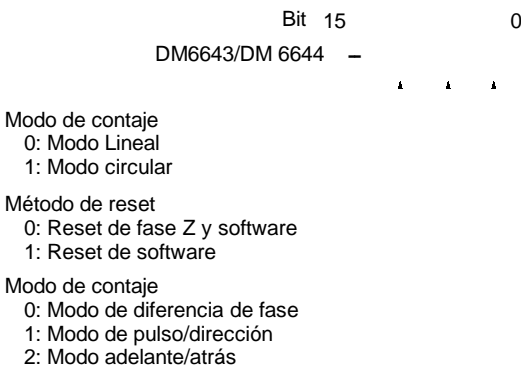 Bit 15 0
DM6643/DM 6644 –
Modo de contaje
0: Modo Lineal
1: Modo circular
Método de reset
0: Reset de fase Z y software
1: Reset de software
Modo de contaje
0: Modo de diferencia de fase
1: Modo de pulso/dirección
2: Modo adelante/atrás